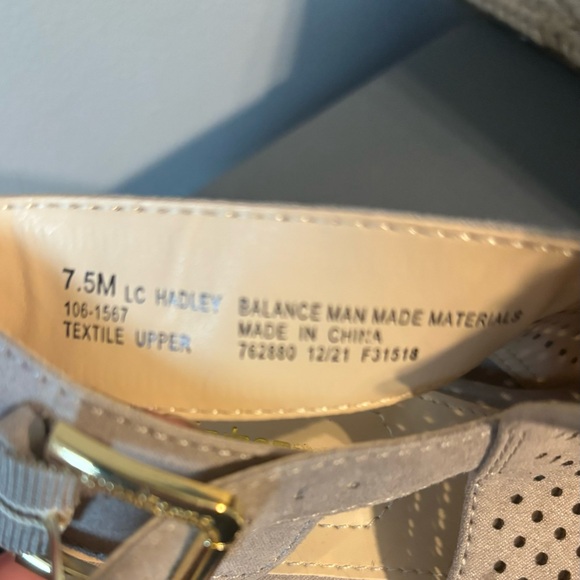 7.5M LC HADLEY
106-1567
TEXTILE UPPER
BALANCE MAN MADE MATERIALS
MADE IN CHINA
762880 12/21 F31518